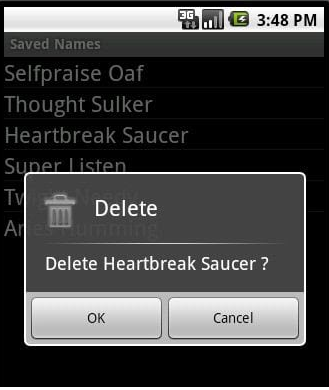 3G 3:48 PM
Saved Names
Selfpraise Oaf
Thought Sulker
Heartbreak Saucer
Super Listen
Delete
Delete Heartbreak Saucer ?
OK Cancel